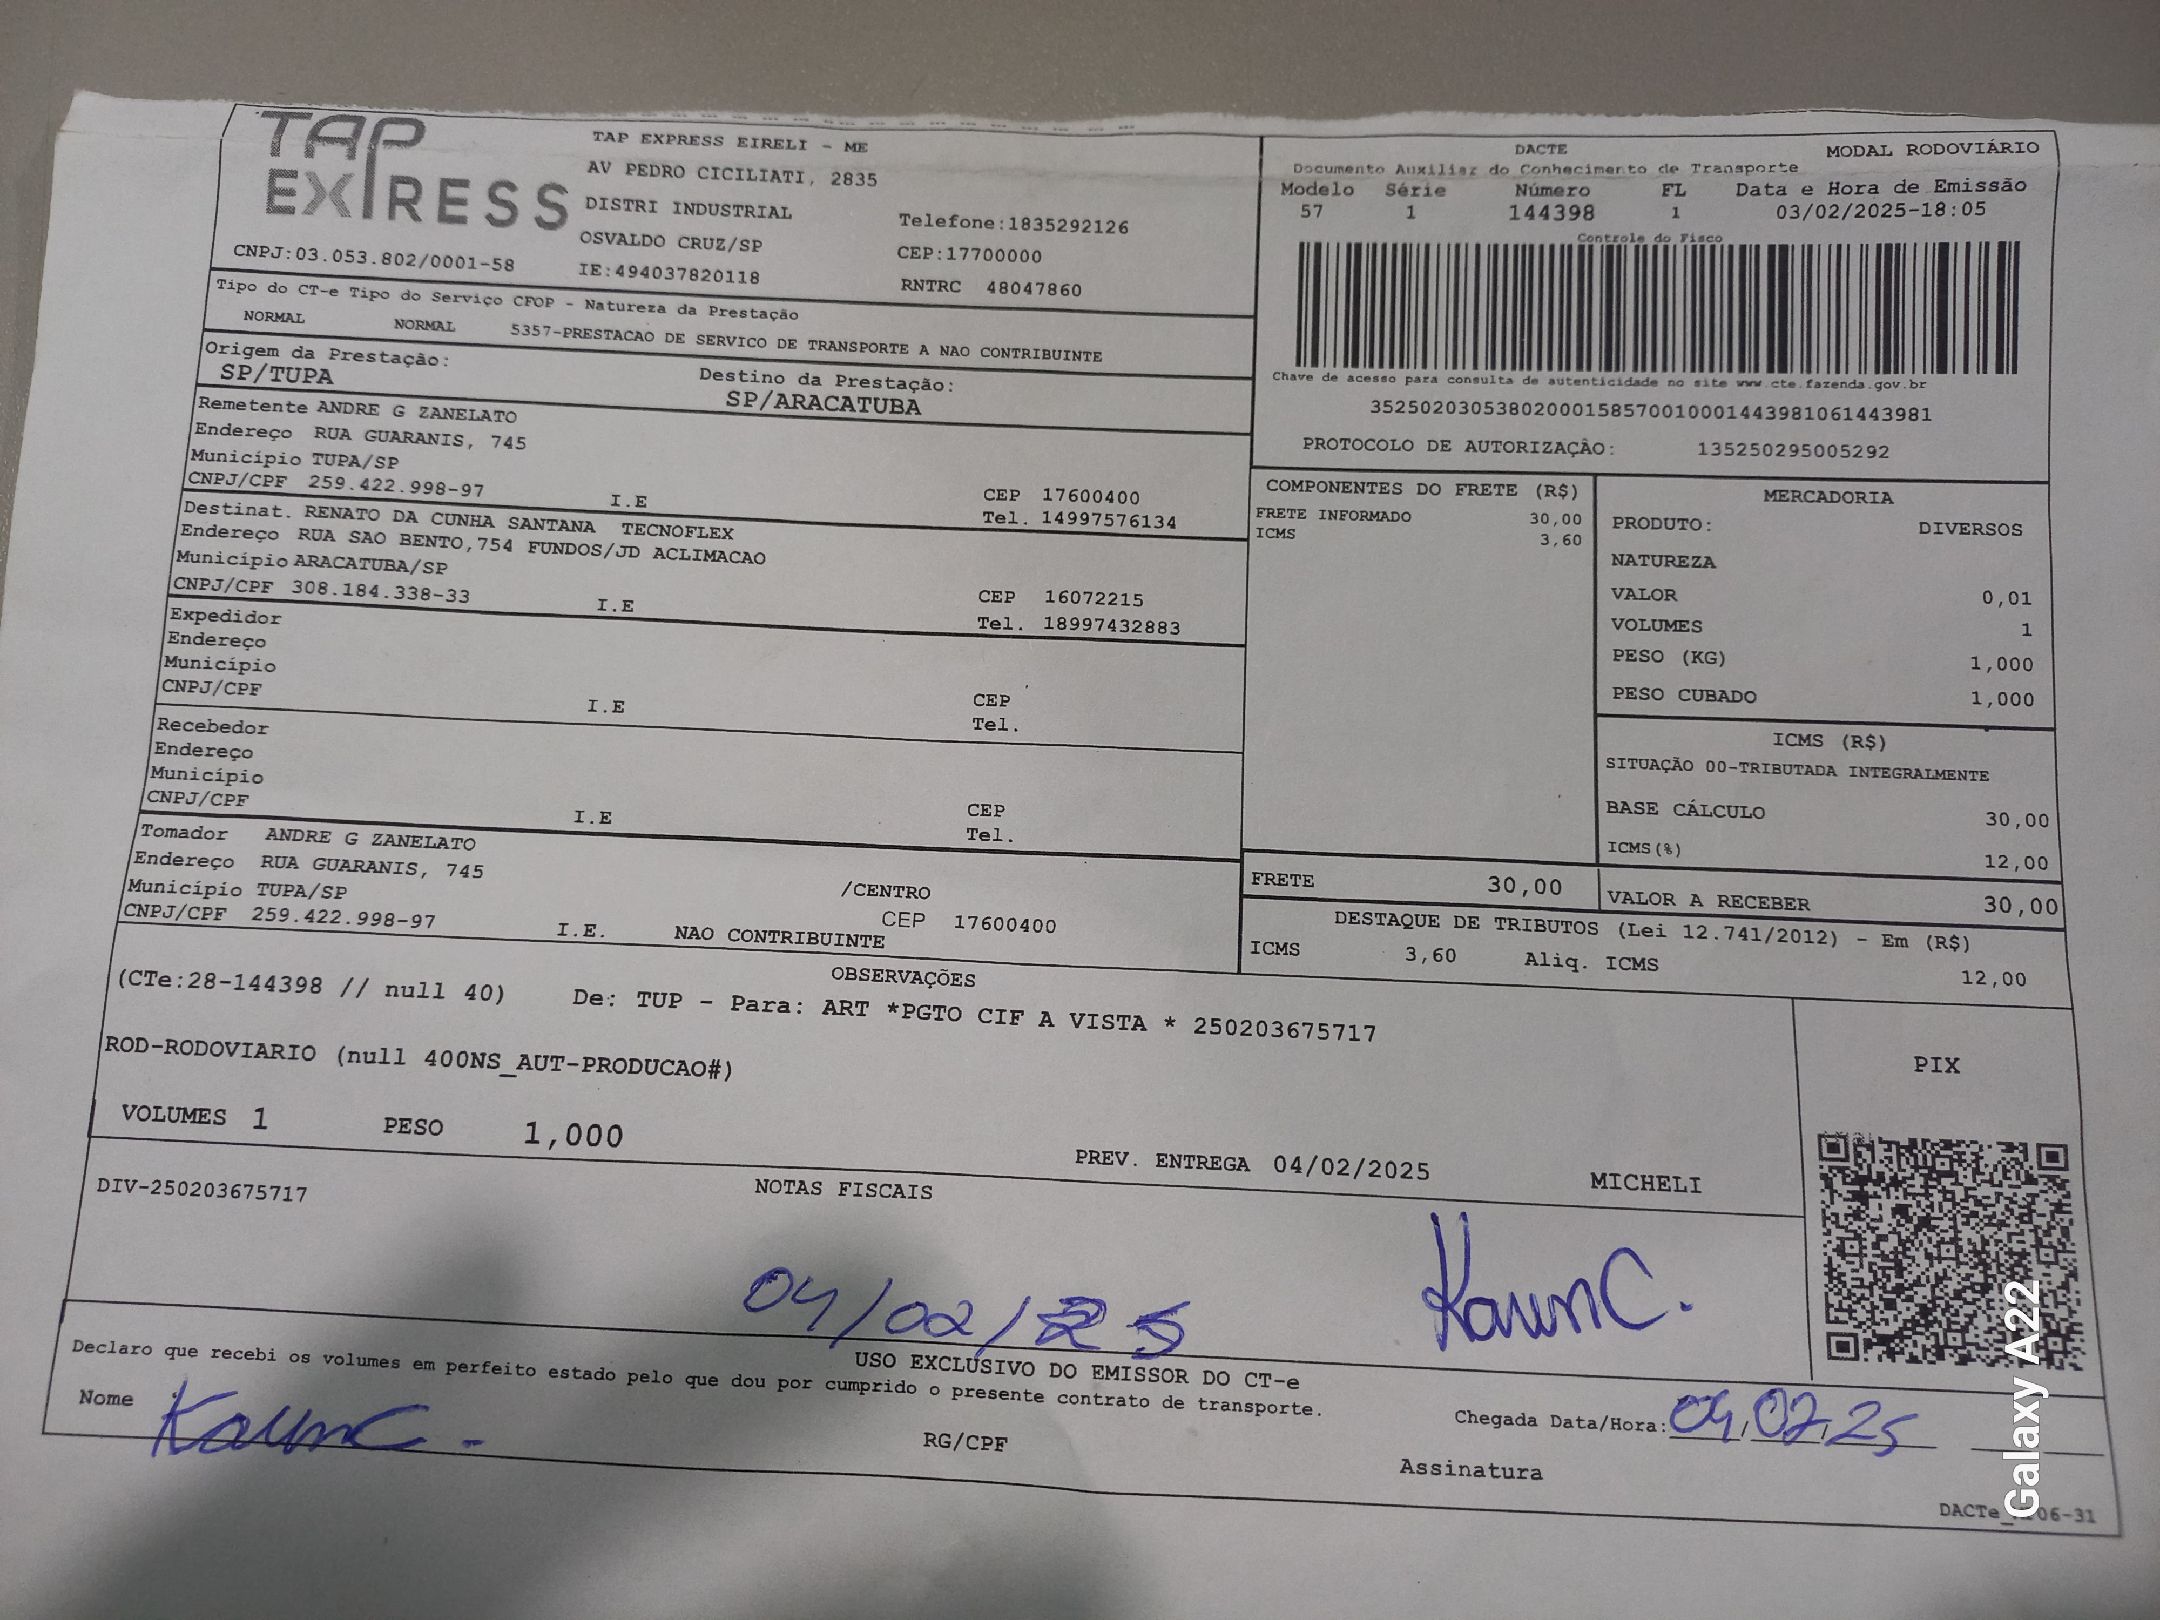 TAP
EXPRESS
TAP EXPRESS EIRELI - ME
AV PEDRO CICILIATI, 2835
DISTRI INDUSTRIAL
Telefone:1835292126
OSVALDO CRUZ/SP
CEP:17700000
CNPJ:03.053.802/0001-58
IE:494037820118
RNTRC 48047860
DACTE
MODAL RODOVIÁRIO
Documento Auxiliar do Conhecimento de Transporte
Modelo Série Número FL Data e Hora de Emissão
57 1 144398 1 03/02/2025-18:05
Controle do Fisco
Chave de acesso para consulta de autenticidade no site www.cte.fazenda.gov.br
35250203053802000158570010001443981061443981
PROTOCOLO DE AUTORIZAÇÃO: 135250295005292
Tipo do CT-e Tipo do Serviço CFOP - Natureza da Prestação
NORMAL NORMAL 5357-PRESTACAO DE SERVICO DE TRANSPORTE A NAO CONTRIBUINTE
Origem da Prestação: Destino da Prestação:
SP/TUPA SP/ARACATUBA
Remetente ANDRE G ZANELATO
Endereço RUA GUARANIS, 745
Município TUPA/SP CEP 17600400
CNPJ/CPF 259.422.998-97 I.E Tel. 14997576134
Destinat. RENATO DA CUNHA SANTANA TECNOFLEX
Endereço RUA SAO BENTO,754 FUNDOS/JD ACLIMACAO
Município ARACATUBA/SP CEP 16072215
CNPJ/CPF 308.184.338-33 I.E Tel. 18997432883
Expedidor
Endereço
Município CEP
CNPJ/CPF I.E Tel.
Recebedor
Endereço
Município CEP
CNPJ/CPF I.E Tel.
Tomador ANDRE G ZANELATO
Endereço RUA GUARANIS, 745 /CENTRO
Município TUPA/SP CEP 17600400
CNPJ/CPF 259.422.998-97 I.E. NAO CONTRIBUINTE
COMPONENTES DO FRETE (R$)
FRETE INFORMADO 30,00
ICMS 3,60
MERCADORIA
PRODUTO: DIVERSOS
NATUREZA
VALOR 0,01
VOLUMES 1
PESO (KG) 1,000
PESO CUBADO 1,000
ICMS (R$)
SITUAÇÃO 00-TRIBUTADA INTEGRALMENTE
BASE CÁLCULO 30,00
ICMS(%) 12,00
FRETE 30,00 VALOR A RECEBER 30,00
DESTAQUE DE TRIBUTOS (Lei 12.741/2012) - Em (R$)
ICMS 3,60 Aliq. ICMS 12,00
OBSERVAÇÕES
(CTe:28-144398 // null 40) De: TUP - Para: ART *PGTO CIF A VISTA * 250203675717
ROD-RODOVIARIO (null 400NS_AUT-PRODUCAO#)
PIX
VOLUMES 1 PESO 1,000
PREV. ENTREGA 04/02/2025 MICHELI
DIV-250203675717 NOTAS FISCAIS
04/02/25
USO EXCLUSIVO DO EMISSOR DO CT-e
Declaro que recebi os volumes em perfeito estado pelo que dou por cumprido o presente contrato de transporte.
Nome RG/CPF
Chegada Data/Hora: 04/02/25
Assinatura
Galaxy A22